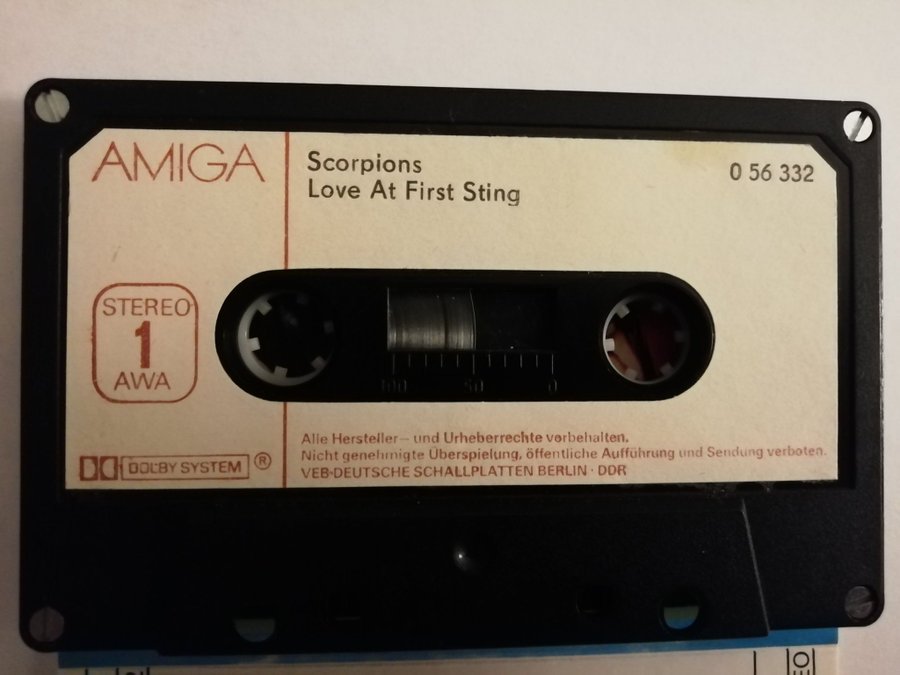 AMIGA
Scorpions
Love At First Sting
0 56 332
STEREO
1
AWA
100 50 0
DOLBY SYSTEM ®
Alle Hersteller- und Urheberrechte vorbehalten.
Nicht genehmigte Überspielung, öffentliche Aufführung und Sendung verboten.
VEB DEUTSCHE SCHALLPLATTEN BERLIN · DDR
EO